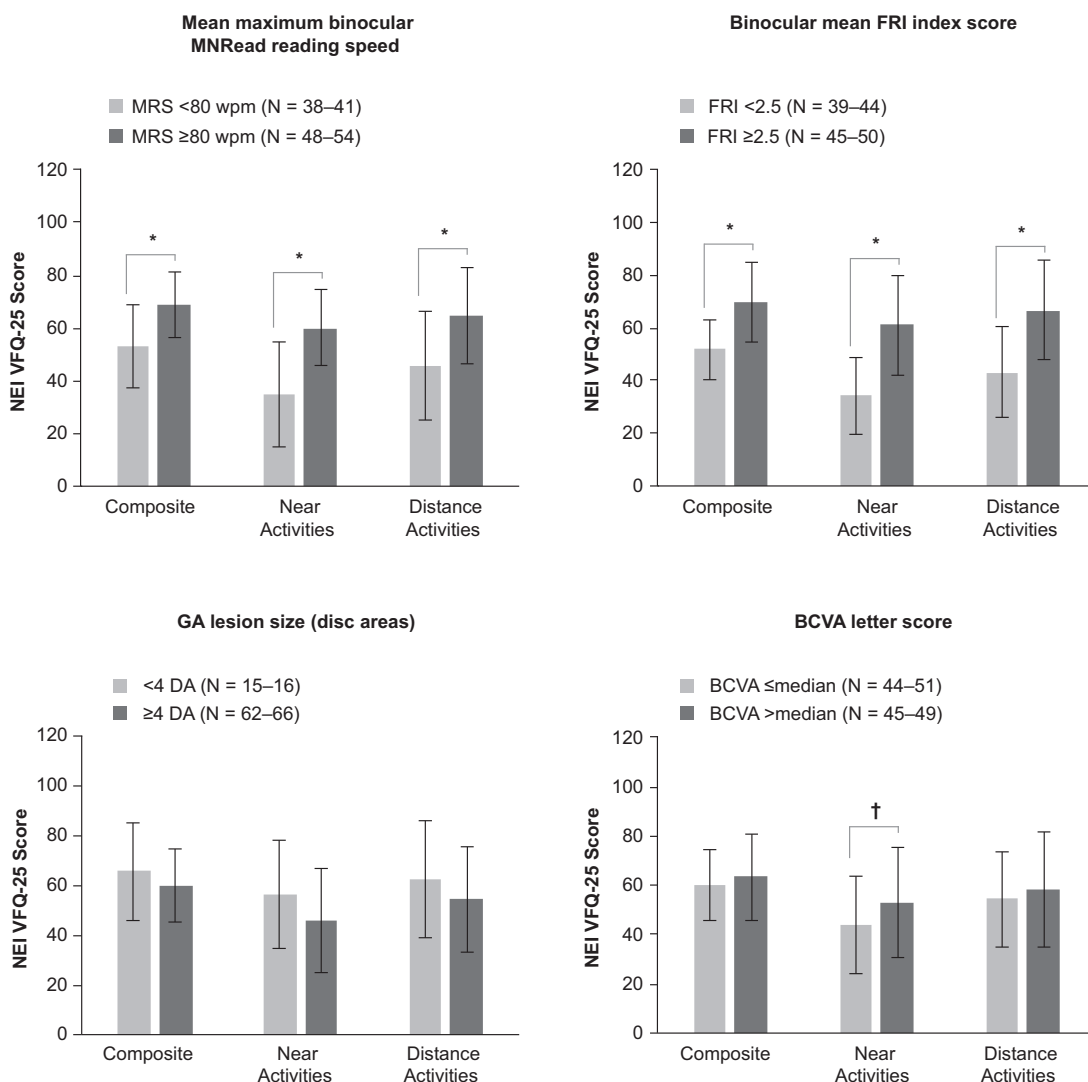 Mean maximum binocular
MNRead reading speed
MRS <80 wpm (N = 38–41)
MRS ≥80 wpm (N = 48–54)
NEI VFQ-25 Score
120
100
80
60
40
20
0
*
*
*
Composite
Near
Activities
Distance
Activities
Binocular mean FRI index score
FRI <2.5 (N = 39–44)
FRI ≥2.5 (N = 45–50)
NEI VFQ-25 Score
120
100
80
60
40
20
0
*
*
*
Composite
Near
Activities
Distance
Activities
GA lesion size (disc areas)
<4 DA (N = 15–16)
≥4 DA (N = 62–66)
NEI VFQ-25 Score
120
100
80
60
40
20
0
Composite
Near
Activities
Distance
Activities
BCVA letter score
BCVA ≤median (N = 44–51)
BCVA >median (N = 45–49)
NEI VFQ-25 Score
120
100
80
60
40
20
0
†
Composite
Near
Activities
Distance
Activities